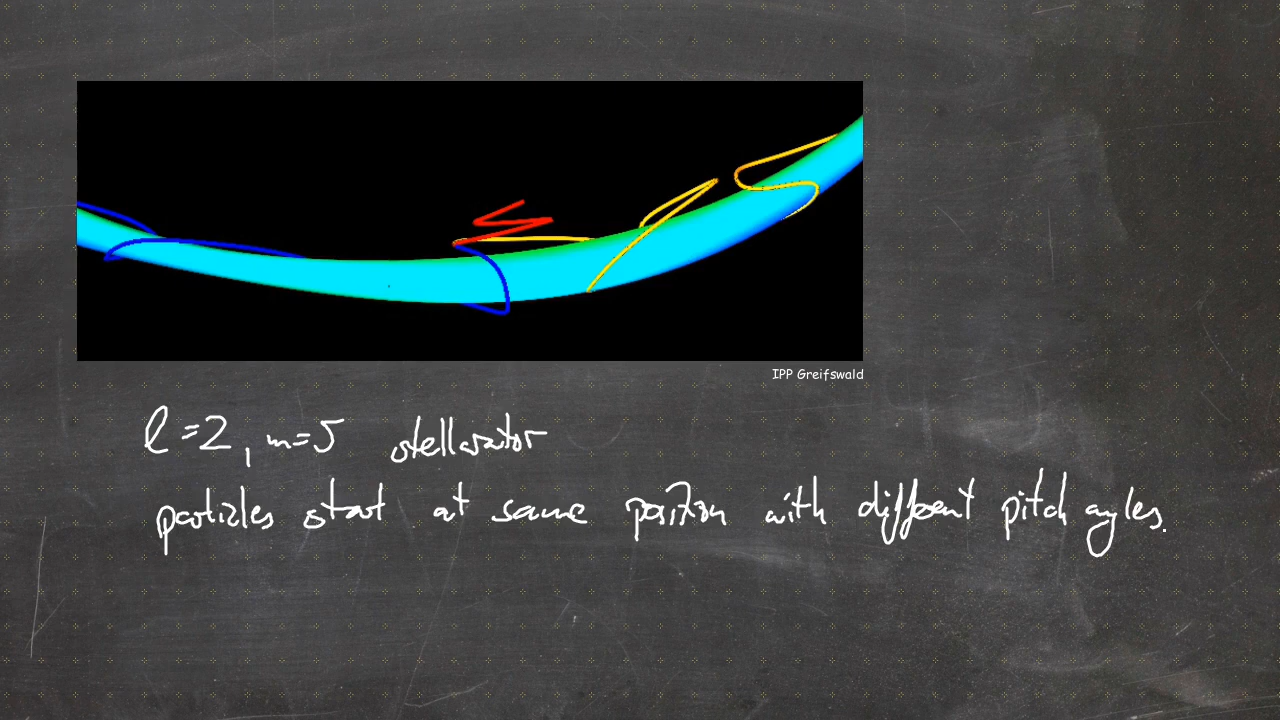 IPP Greifswald
l=2, m=5 stellarator
particles start at same position with different pitch angles.